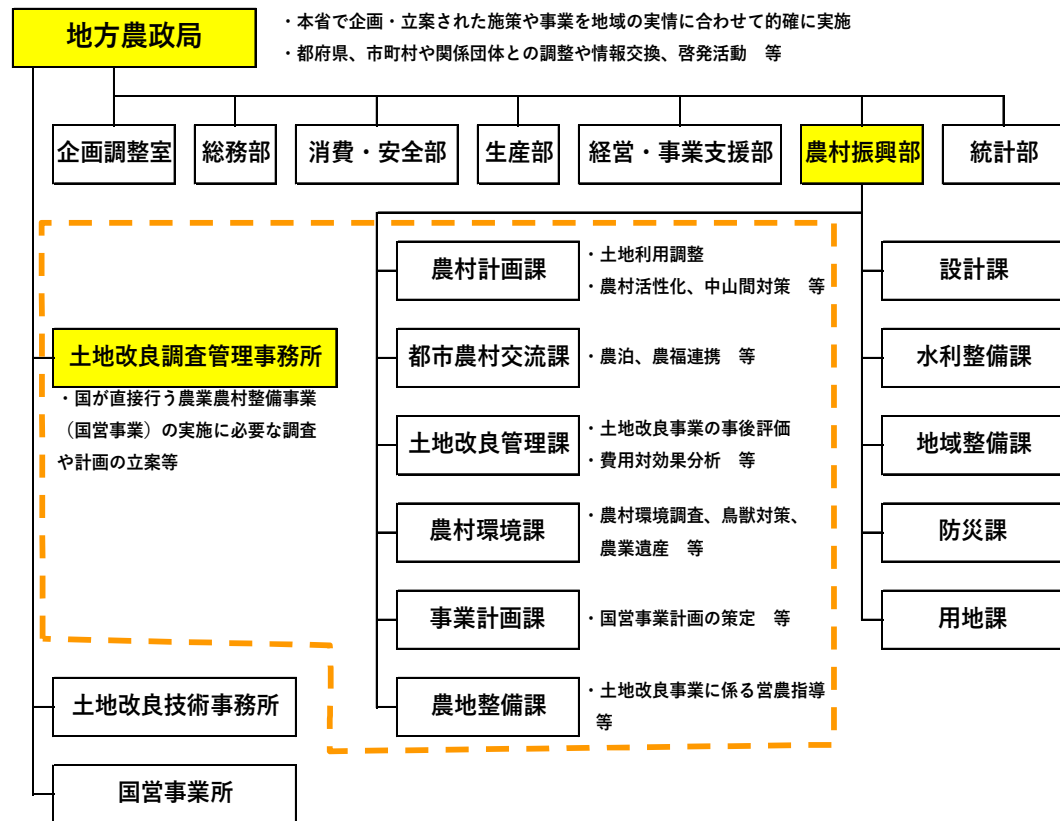 地方農政局
・本省で企画・立案された施策や事業を地域の実情に合わせて的確に実施
・都府県、市町村や関係団体との調整や情報交換、啓発活動　等
企画調整室
総務部
消費・安全部
生産部
経営・事業支援部
農村振興部
統計部
農村計画課
・土地利用調整
・農村活性化、中山間対策　等
設計課
土地改良調査管理事務所
・国が直接行う農業農村整備事業
（国営事業）の実施に必要な調査
や計画の立案等
都市農村交流課
・農泊、農福連携　等
水利整備課
土地改良管理課
・土地改良事業の事後評価
・費用対効果分析　等
地域整備課
農村環境課
・農村環境調査、鳥獣対策、
農業遺産　等
防災課
事業計画課
・国営事業計画の策定　等
用地課
土地改良技術事務所
農地整備課
・土地改良事業に係る営農指導
等
国営事業所